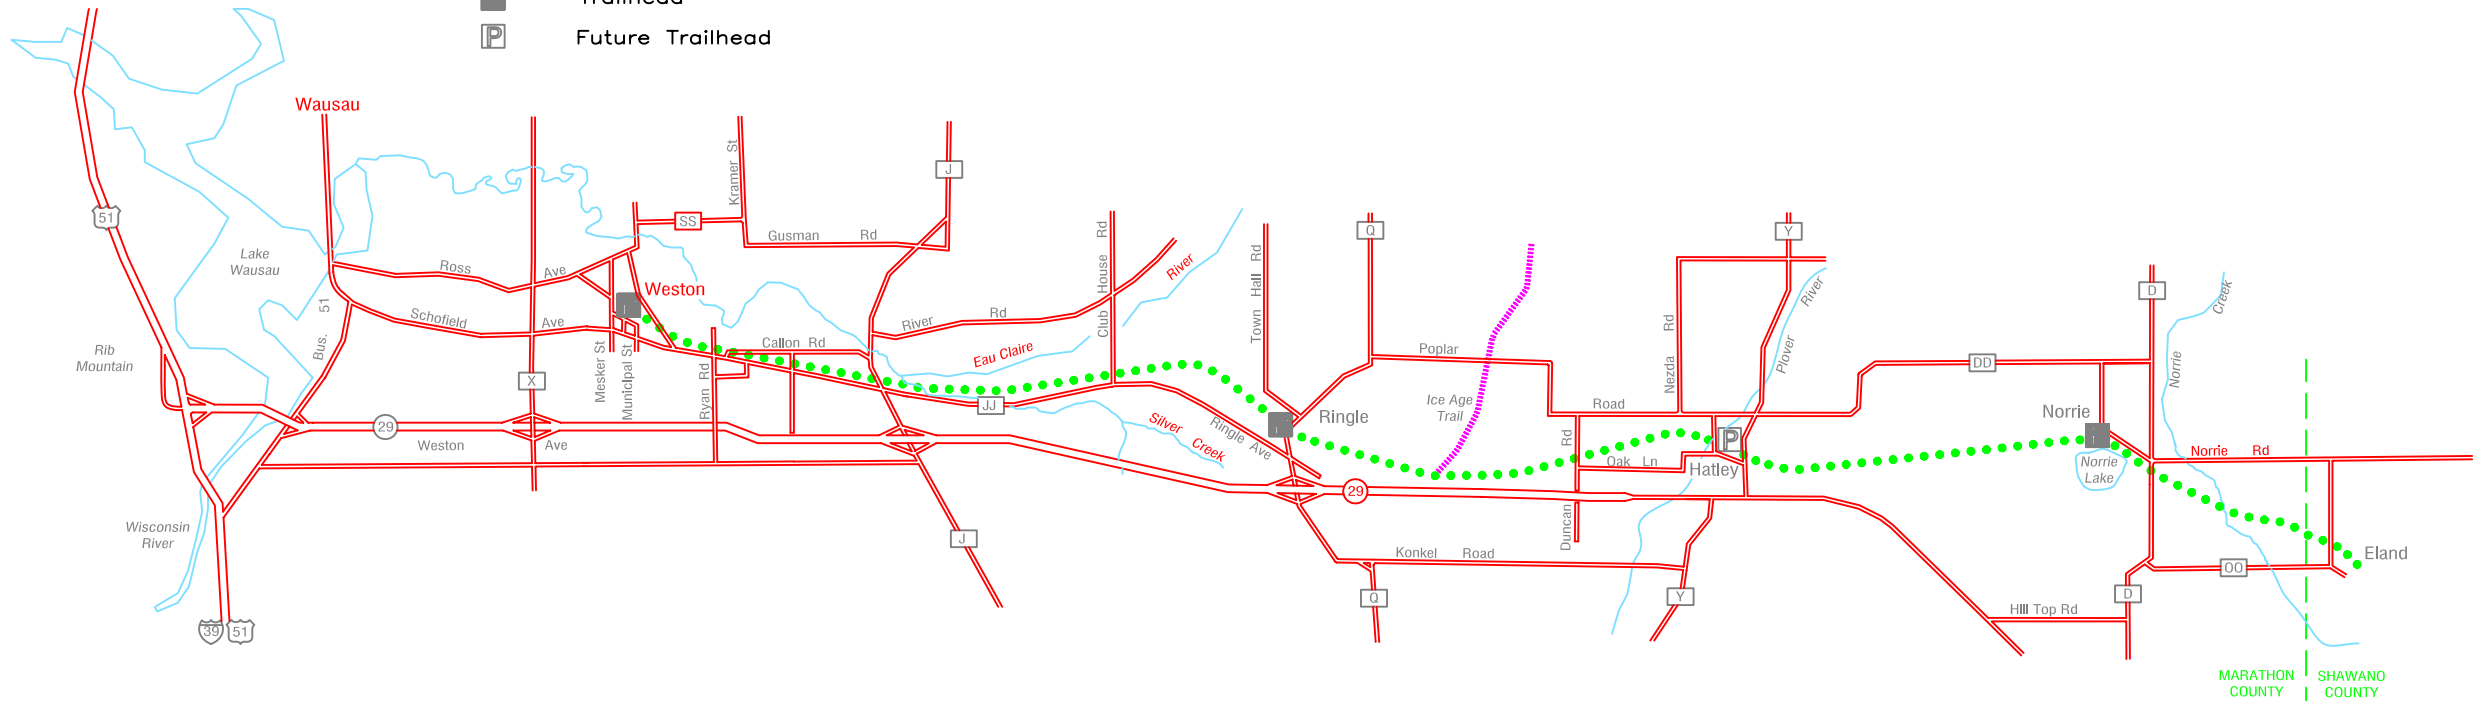 Trailhead
P Future Trailhead
Wausau
51
Lake
Wausau
Rib
Mountain
Wisconsin
River
39
51
Bus. 51
Ross Ave
Schofield Ave
29
Weston Ave
X
Mesker St
Municipal St
Weston
SS
Kramer St
Gusman Rd
J
Ryan Rd
Callon Rd
River Rd
Eau Claire River
Club House Rd
JJ
J
Silver Creek
Ringle Ave
Town Hall Rd
Q
Ringle
29
Poplar Road
Ice Age
Trail
Konkel Road
Q
Duncan Rd
Oak Ln
Nezda Rd
Y
Plover River
P
Hatley
Y
DD
D
Norrie Creek
Norrie
Norrie
Lake
Norrie Rd
OO
D
Hill Top Rd
Eland
MARATHON
COUNTY
SHAWANO
COUNTY